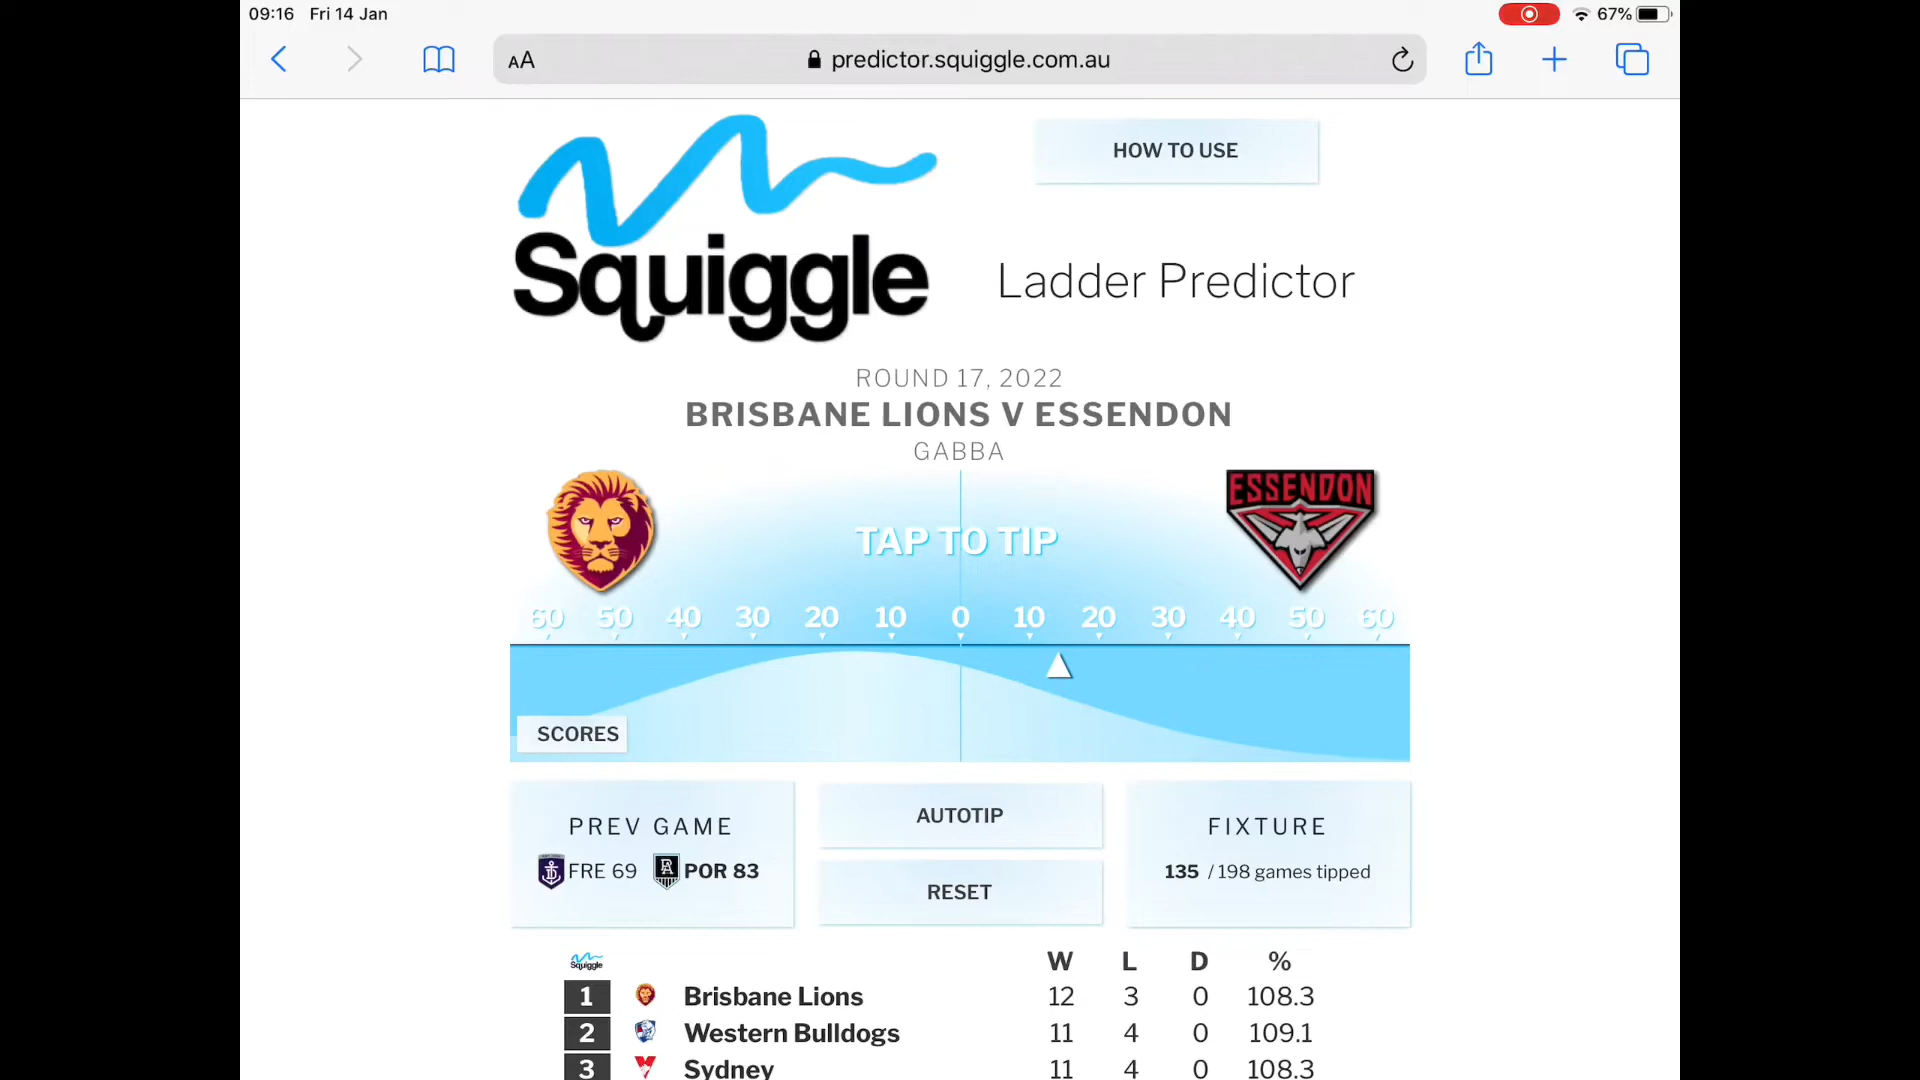 09:16 Fri 14 Jan 67%
AA predictor.squiggle.com.au
HOW TO USE
Squiggle
Ladder Predictor
ROUND 17, 2022
BRISBANE LIONS V ESSENDON
GABBA
ESSENDON
TAP TO TIP
60 50 40 30 20 10 0 10 20 30 40 50 60
SCORES
PREV GAME
FRE 69 POR 83
AUTOTIP
RESET
FIXTURE
135 / 198 games tipped
Squiggle W L D %
1 Brisbane Lions 12 3 0 108.3
2 Western Bulldogs 11 4 0 109.1
3 Sydney 11 4 0 108.3